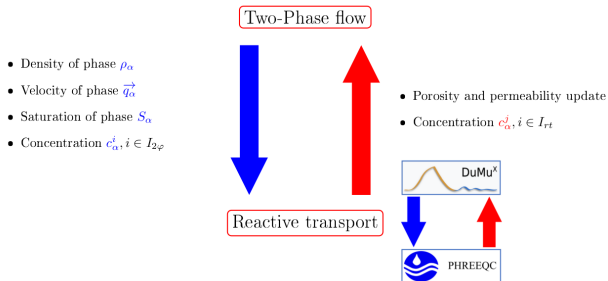 Two-Phase flow
• Density of phase ρα
• Velocity of phase q⃗α
• Saturation of phase Sα
• Concentration cⁱα, i ∈ I2φ
• Porosity and permeability update
• Concentration cʲα, i ∈ Irt
Reactive transport
DuMuˣ
PHREEQC